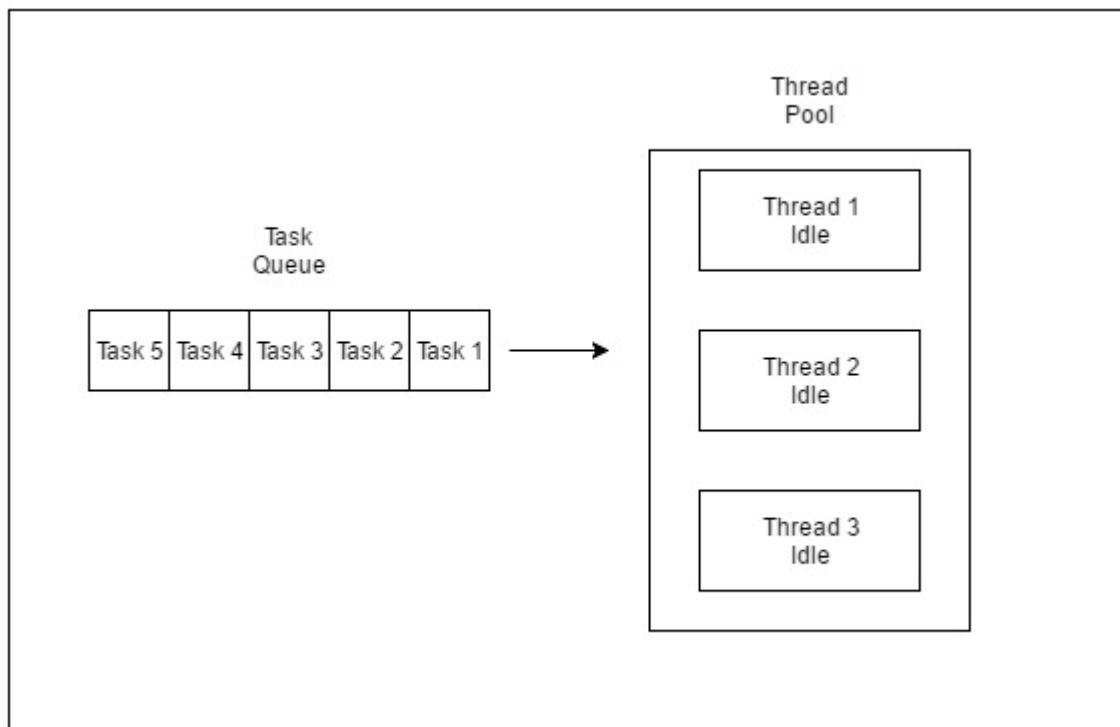 Thread
Pool
Thread 1
Idle
Task
Queue
Task 5 Task 4 Task 3 Task 2 Task 1
Thread 2
Idle
Thread 3
Idle